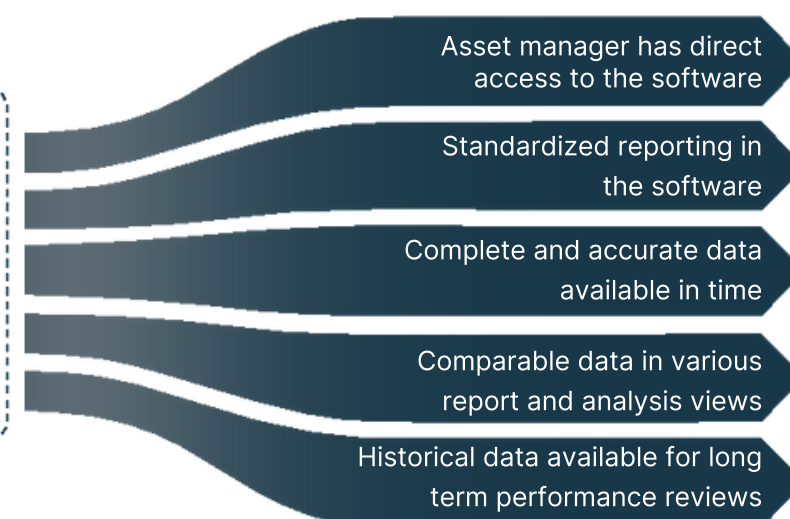 Asset manager has direct
access to the software
Standardized reporting in
the software
Complete and accurate data
available in time
Comparable data in various
report and analysis views
Historical data available for long
term performance reviews